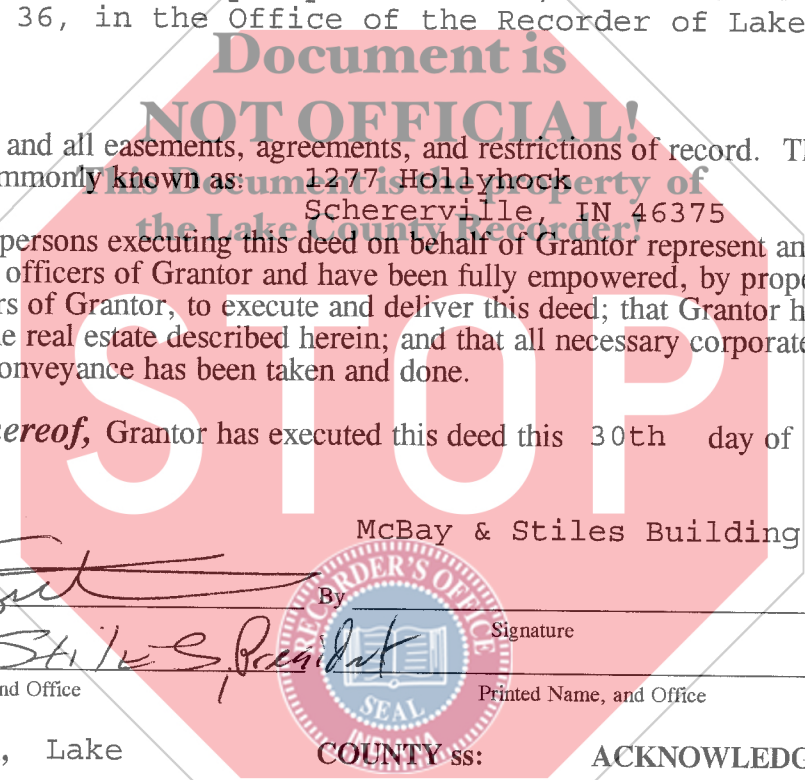 36, in the Office of the Recorder of Lake
Document is
NOT OFFICIAL!
and all easements, agreements, and restrictions of record. Th
mmonly known as: 1277 Hollyhock
This Document is the property of
Schererville, IN 46375
the Lake County Recorder!
persons executing this deed on behalf of Grantor represent an
officers of Grantor and have been fully empowered, by prope
rs of Grantor, to execute and deliver this deed; that Grantor h
e real estate described herein; and that all necessary corporate
onveyance has been taken and done.
STOP
ereof, Grantor has executed this deed this 30th day of
McBay & Stiles Building
By
Signature
Stiles, President
nd Office
Printed Name, and Office
RECORDER'S OFFICE
SEAL
INDIANA
, Lake COUNTY ss: ACKNOWLEDG